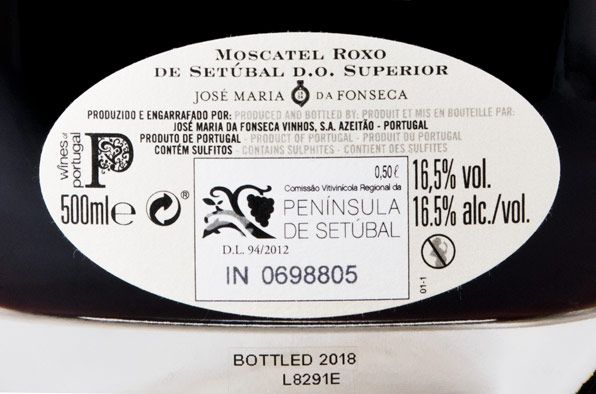 MOSCATEL ROXO
DE SETÚBAL D.O. SUPERIOR
JOSÉ MARIA DA FONSECA
PRODUZIDO E ENGARRAFADO POR: PRODUCED AND BOTTLED BY: PRODUIT ET MIS EN BOUTEILLE PAR:
JOSÉ MARIA DA FONSECA VINHOS, S.A. AZEITÃO - PORTUGAL
PRODUTO DE PORTUGAL - PRODUCT OF PORTUGAL - PRODUIT DU PORTUGAL
CONTÉM SULFITOS - CONTAINS SULPHITES - CONTIENT DES SULFITES
wines of
portugal
P
500ml e ®
0,50 €
Comissão Vitivinícola Regional da
PENÍNSULA
DE SETÚBAL
D.L. 94/2012
IN 0698805
16,5% vol.
16.5% alc./vol.
01-1
BOTTLED 2018
L8291E